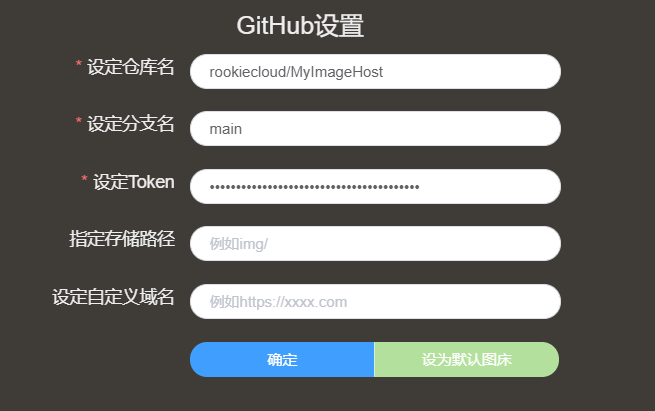 GitHub设置
* 设定仓库名 rookiecloud/MyImageHost
* 设定分支名 main
* 设定Token ••••••••••••••••••••••••••••••••••••••••
指定存储路径 例如img/
设定自定义域名 例如https://xxxx.com
确定 设为默认图床